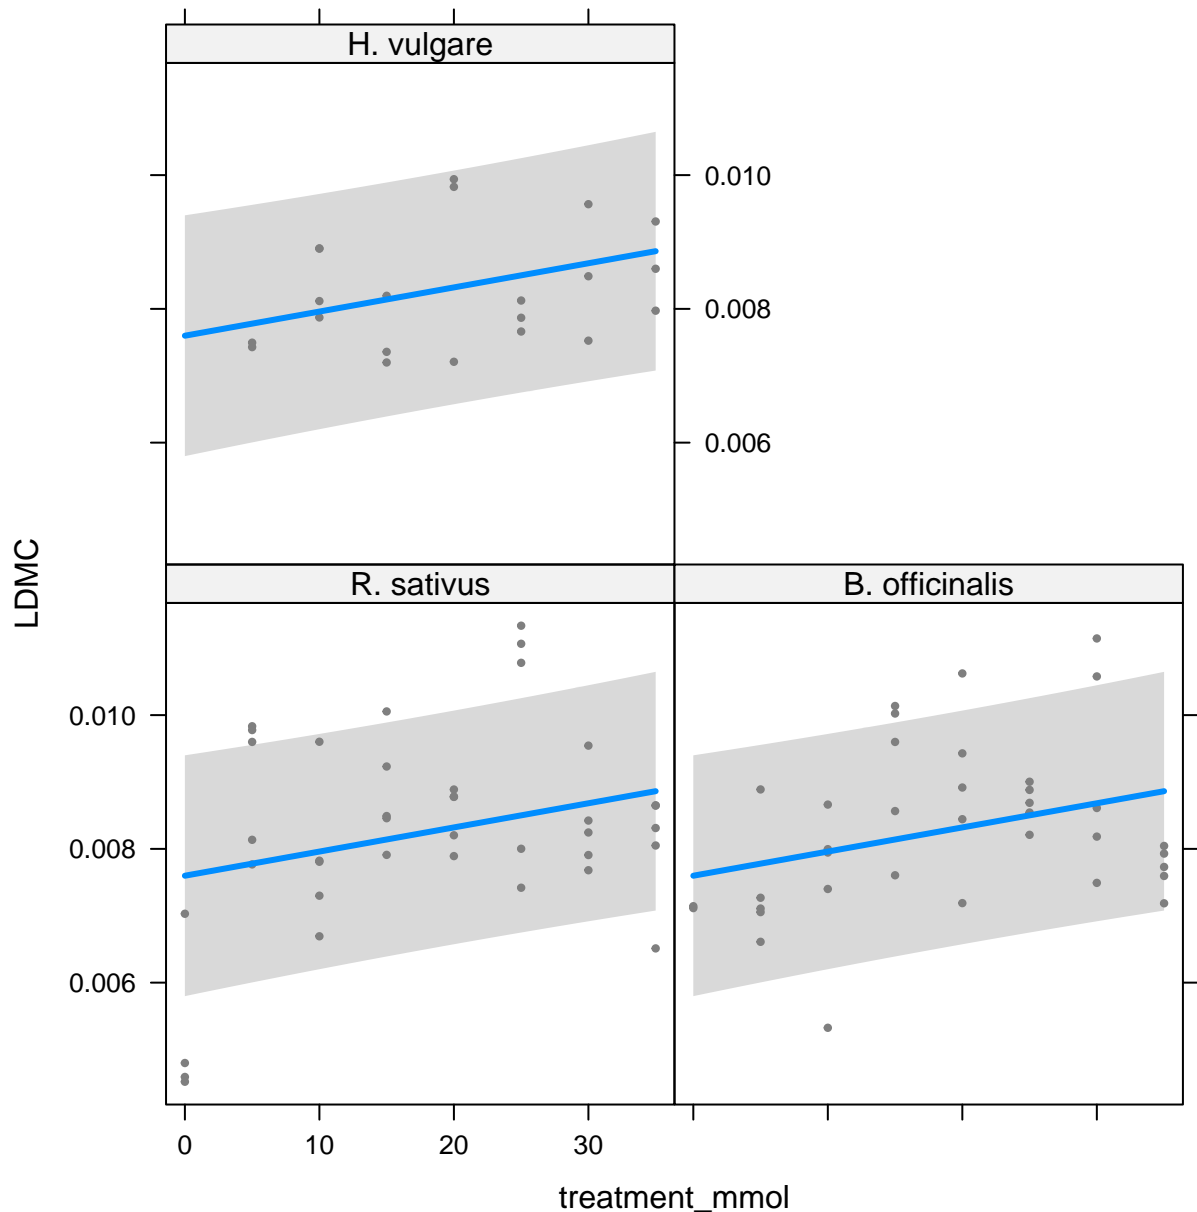 H. vulgare
0.010
0.008
0.006
LDMC
R. sativus
B. officinalis
0.010
0.008
0.006
0 10 20 30
treatment_mmol